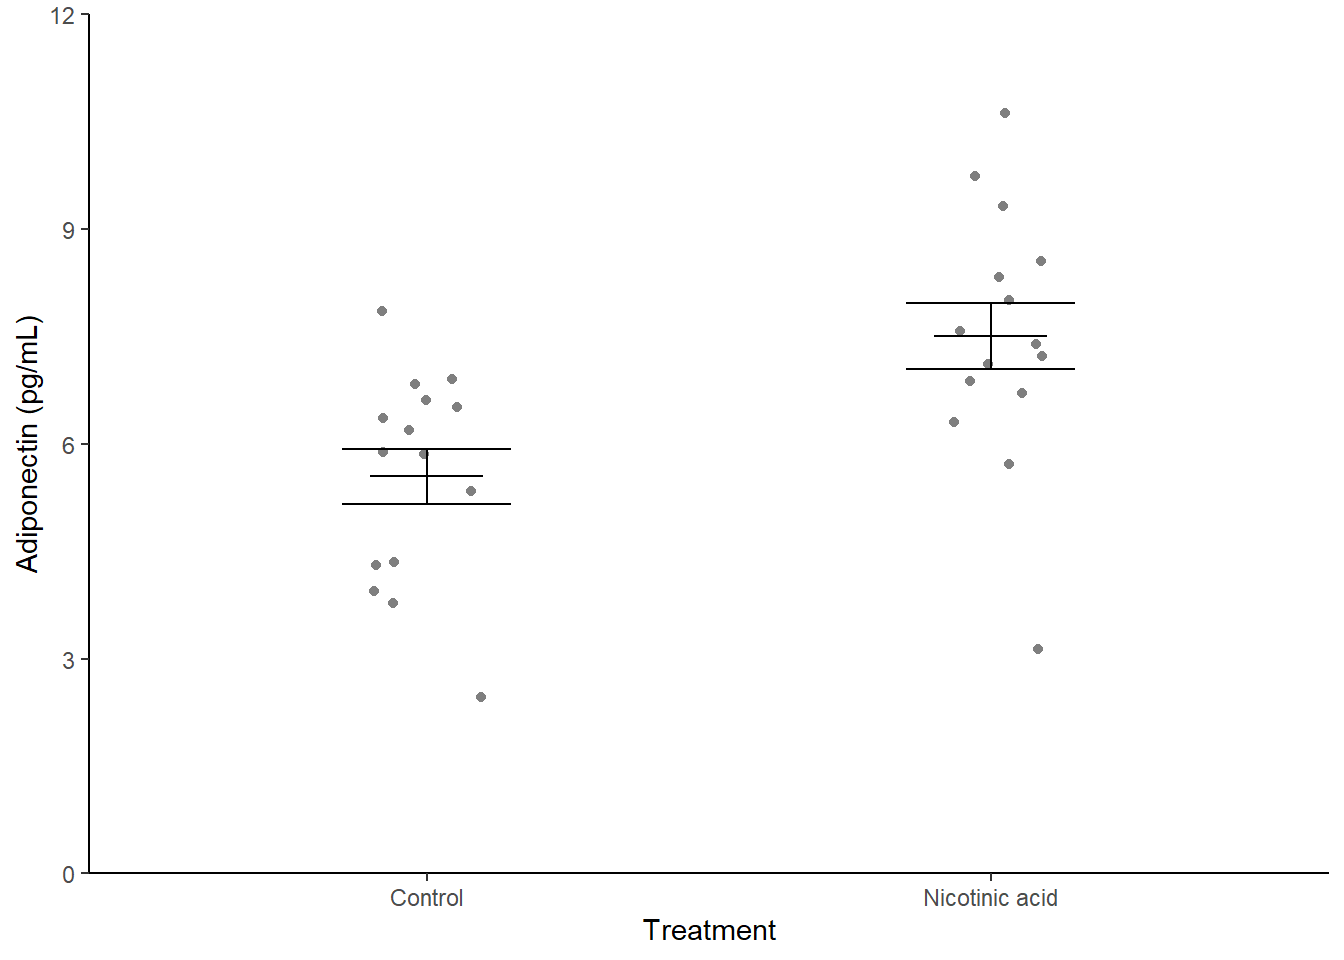 12
9
6
3
0
Adiponectin (pg/mL)
Control
Nicotinic acid
Treatment